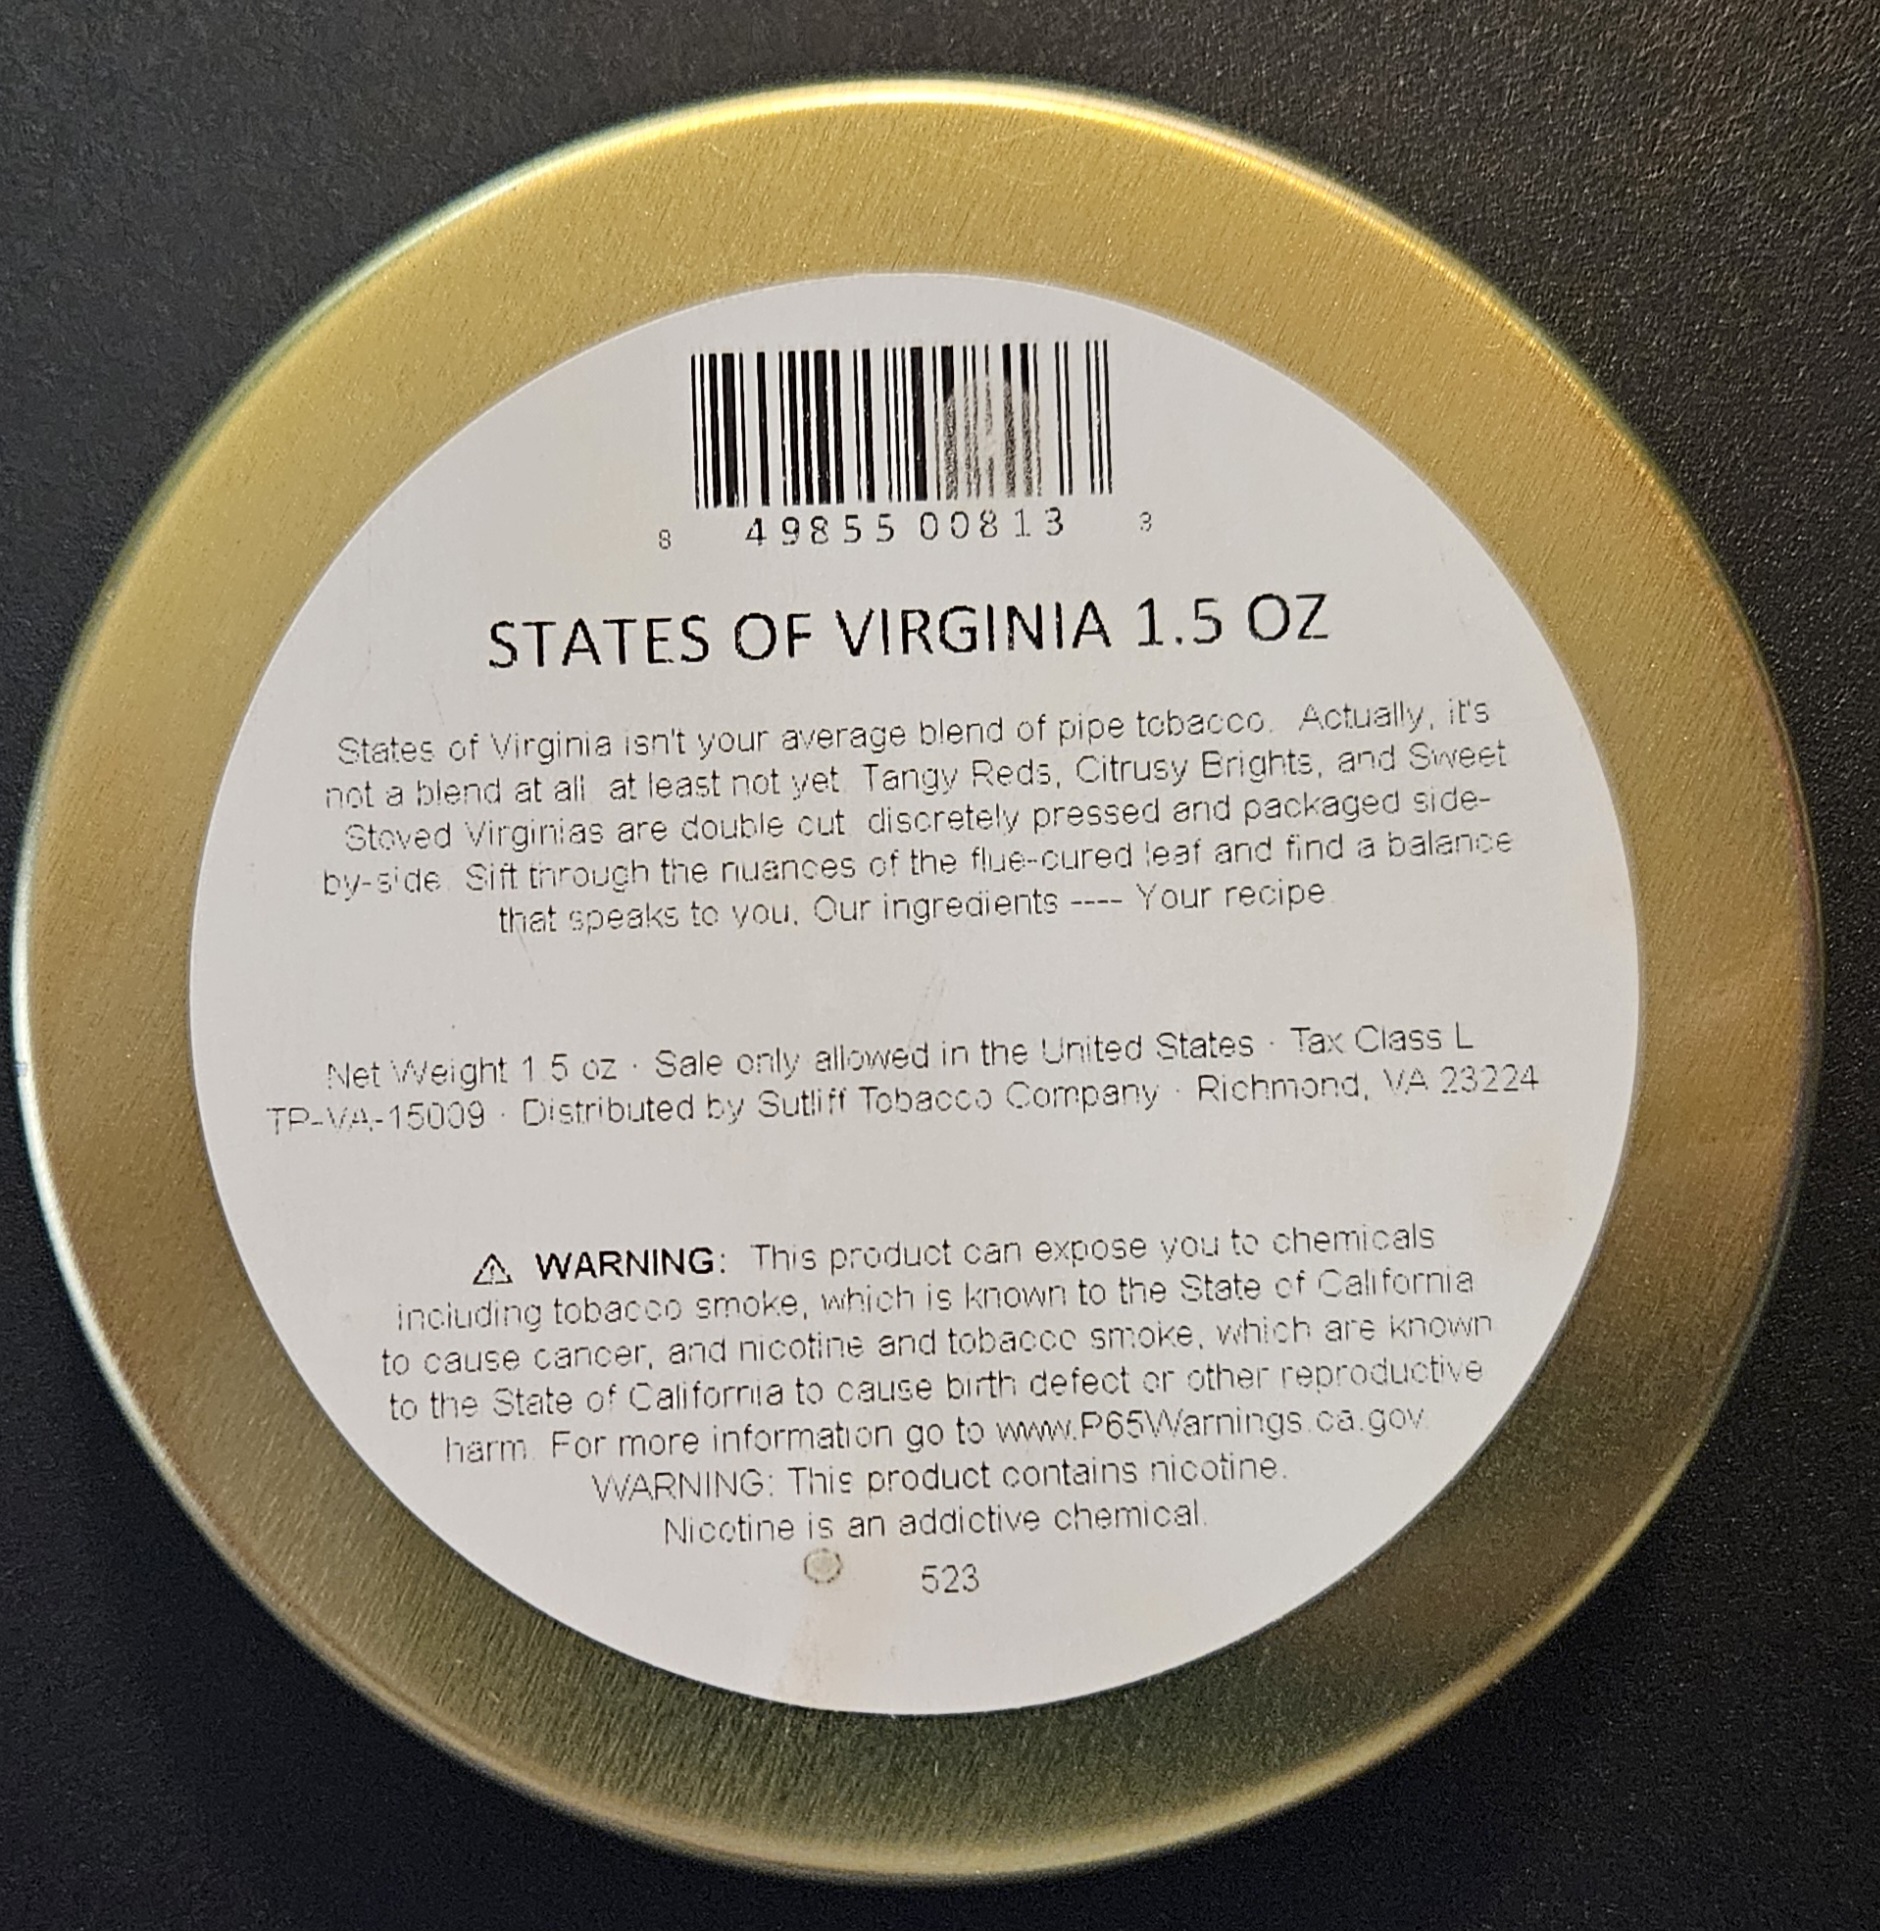 8 49855 00813 3
STATES OF VIRGINIA 1.5 OZ
States of Virginia isn't your average blend of pipe tobacco. Actually, it's
not a blend at all at least not yet. Tangy Reds, Citrusy Brights, and Sweet
Stoved Virginias are double cut discretely pressed and packaged side-
by-side. Sift through the nuances of the flue-cured leaf and find a balance
that speaks to you. Our ingredients ---- Your recipe.
Net Weight 1.5 oz · Sale only allowed in the United States · Tax Class L
TP-VA-15009 · Distributed by Sutliff Tobacco Company · Richmond, VA 23224
⚠ WARNING: This product can expose you to chemicals
including tobacco smoke, which is known to the State of California
to cause cancer, and nicotine and tobacco smoke, which are known
to the State of California to cause birth defect or other reproductive
harm. For more information go to www.P65Warnings.ca.gov.
WARNING: This product contains nicotine.
Nicotine is an addictive chemical.
523